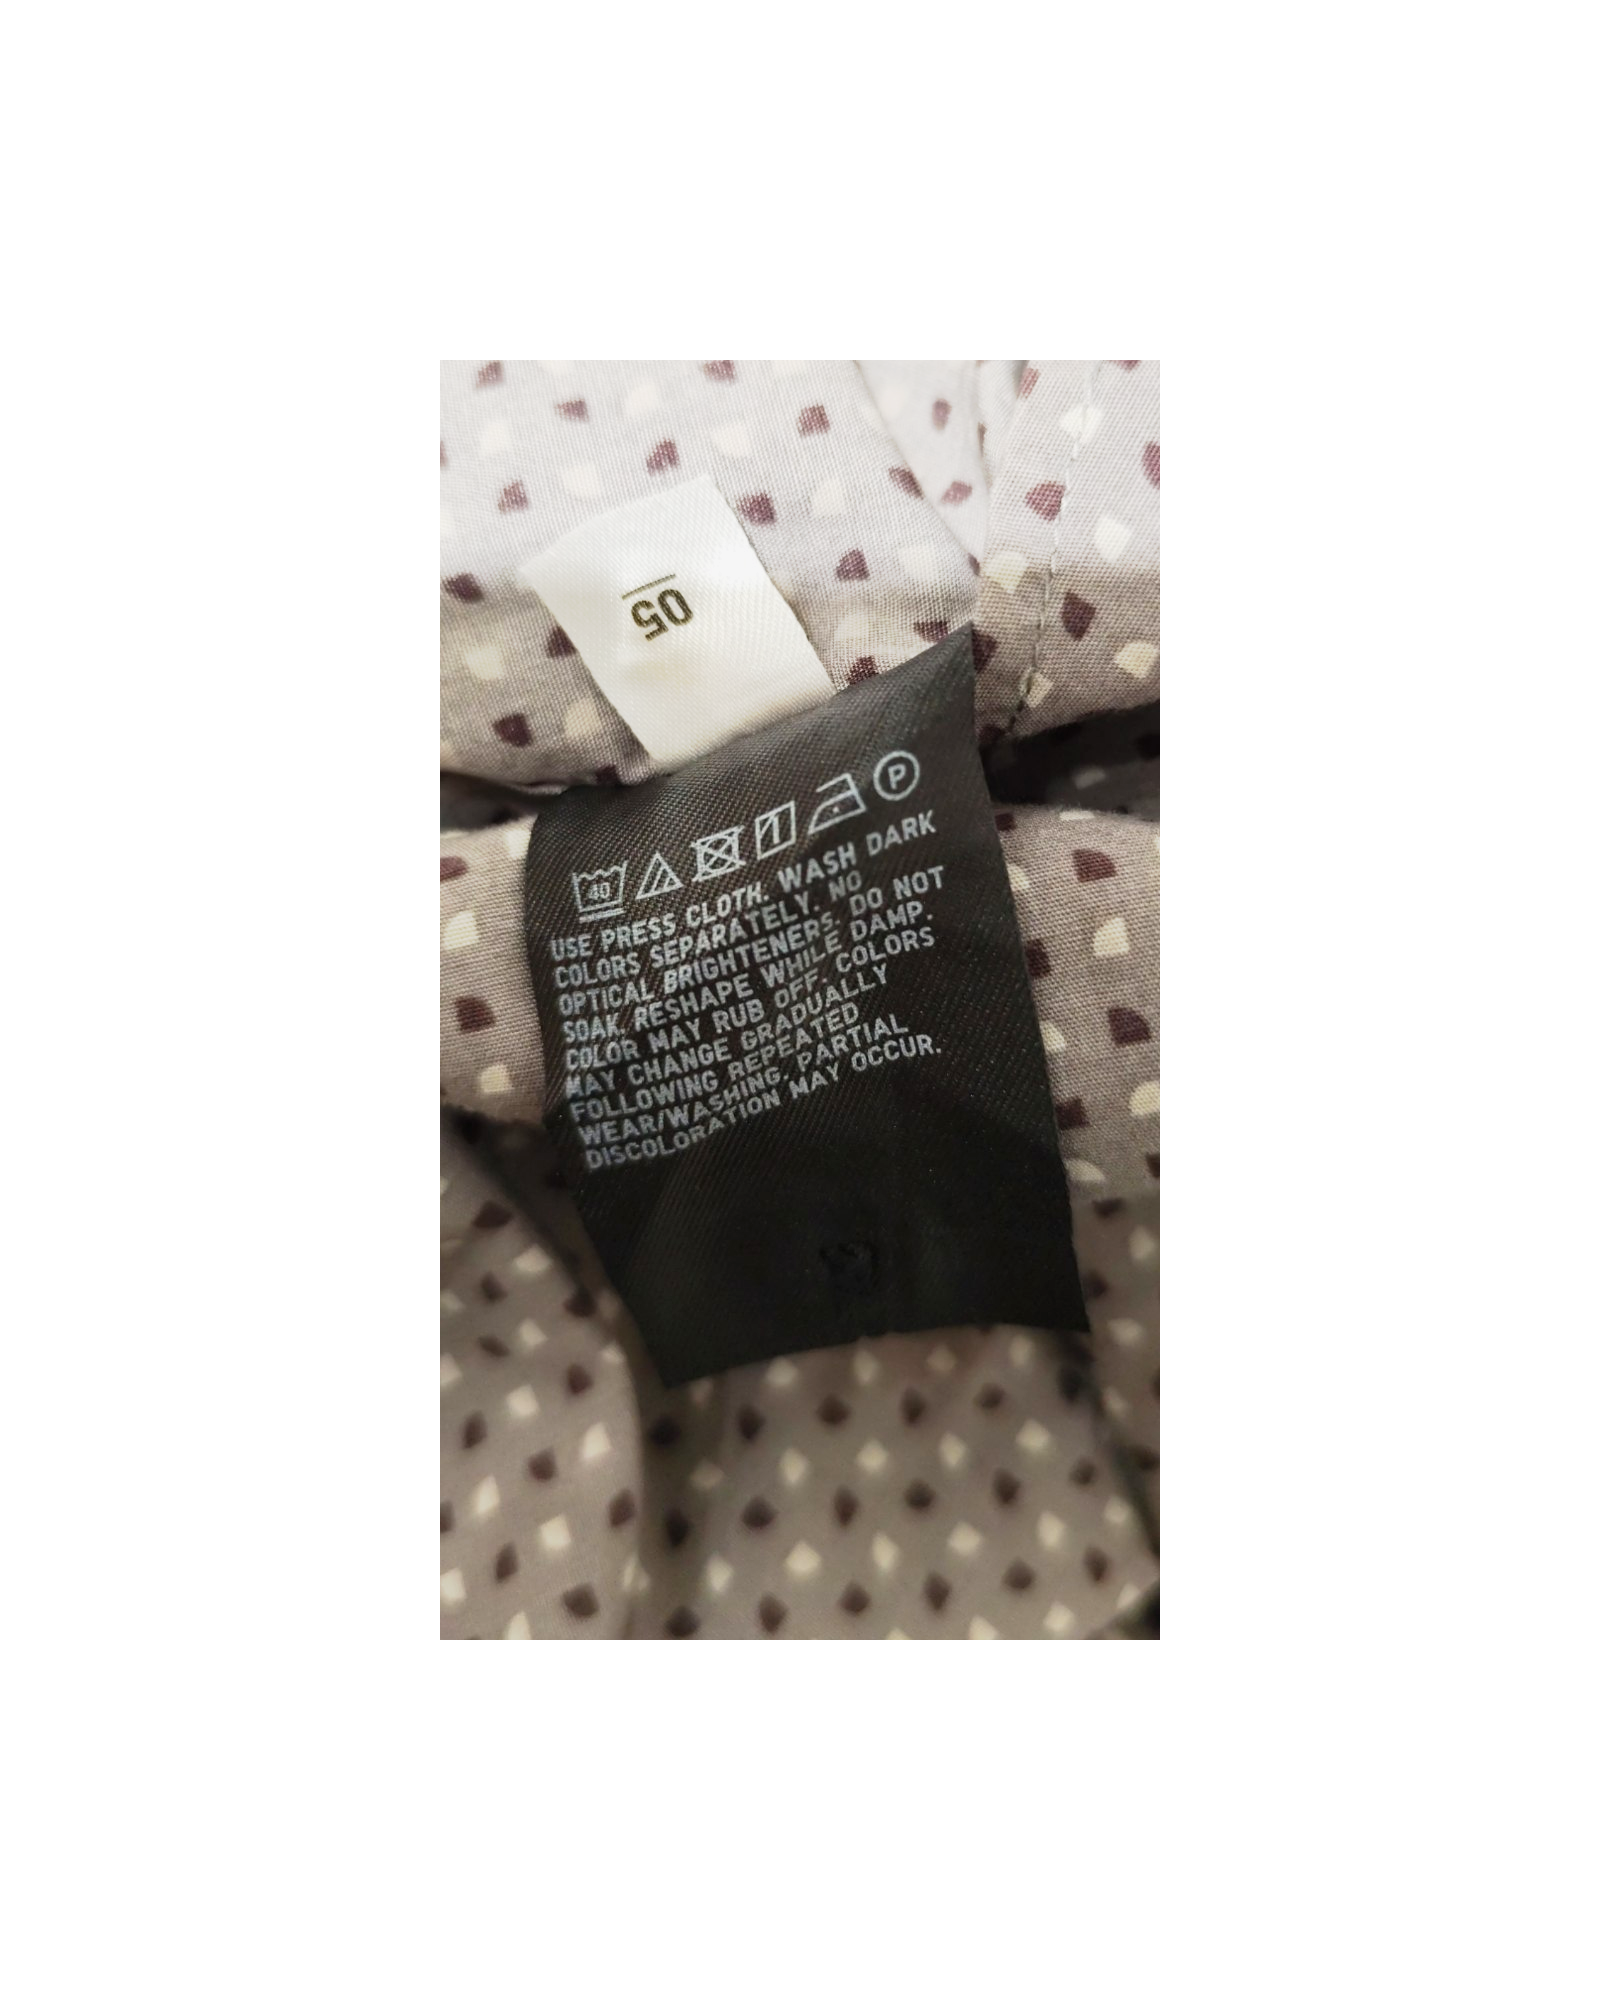 05
40 P
USE PRESS CLOTH. WASH DARK
COLORS SEPARATELY. NO
OPTICAL BRIGHTENERS. DO NOT
SOAK. RESHAPE WHILE DAMP.
COLOR MAY RUB OFF. COLORS
MAY CHANGE GRADUALLY
FOLLOWING REPEATED
WEAR/WASHING. PARTIAL
DISCOLORATION MAY OCCUR.